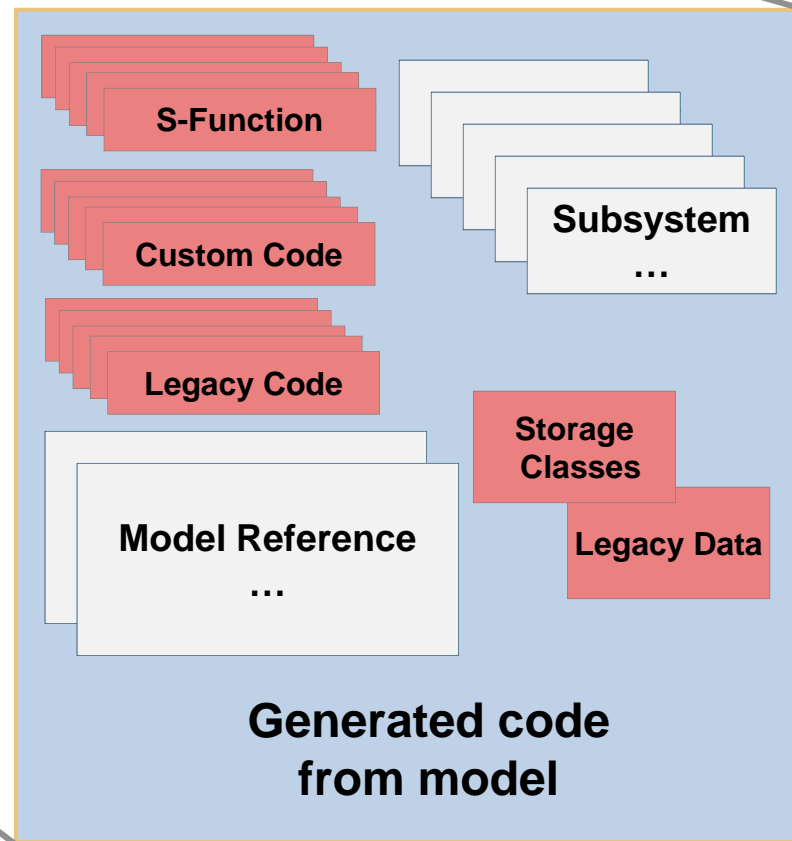 S-Function
Custom Code
Legacy Code
Subsystem
…
Storage
Classes
Legacy Data
Model Reference
…
Generated code
from model